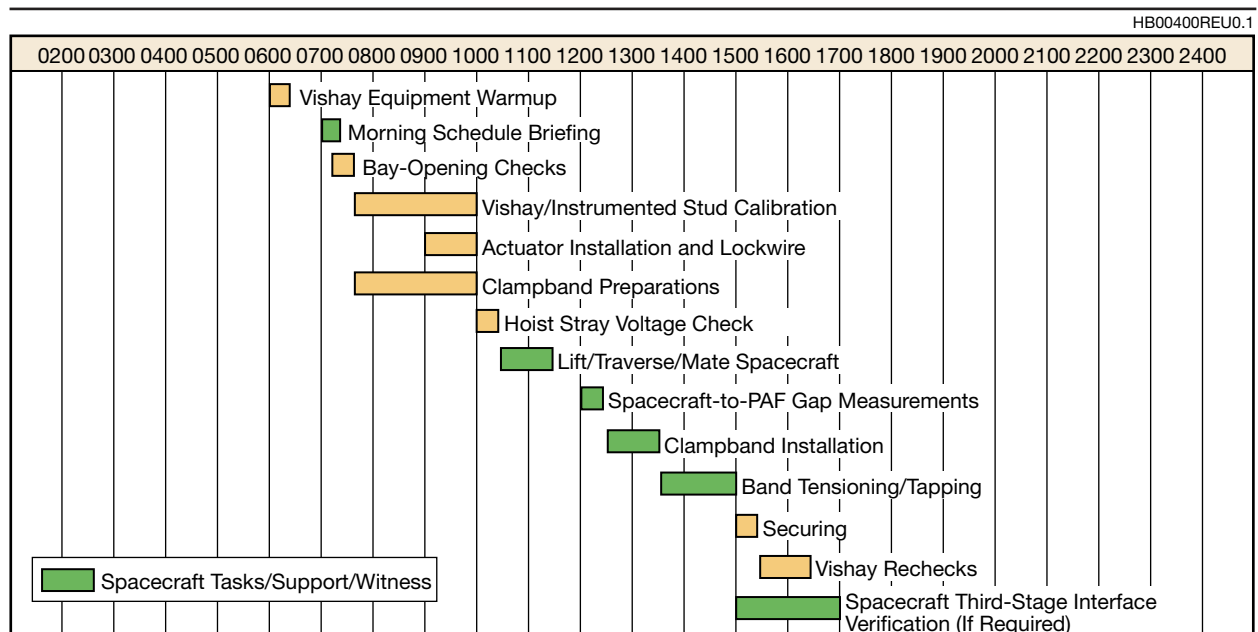 HB00400REU0.1
0200 0300 0400 0500 0600 0700 0800 0900 1000 1100 1200 1300 1400 1500 1600 1700 1800 1900 2000 2100 2200 2300 2400
Vishay Equipment Warmup
Morning Schedule Briefing
Bay-Opening Checks
Vishay/Instrumented Stud Calibration
Actuator Installation and Lockwire
Clampband Preparations
Hoist Stray Voltage Check
Lift/Traverse/Mate Spacecraft
Spacecraft-to-PAF Gap Measurements
Clampband Installation
Band Tensioning/Tapping
Securing
Vishay Rechecks
Spacecraft Tasks/Support/Witness
Spacecraft Third-Stage Interface
Verification (If Required)